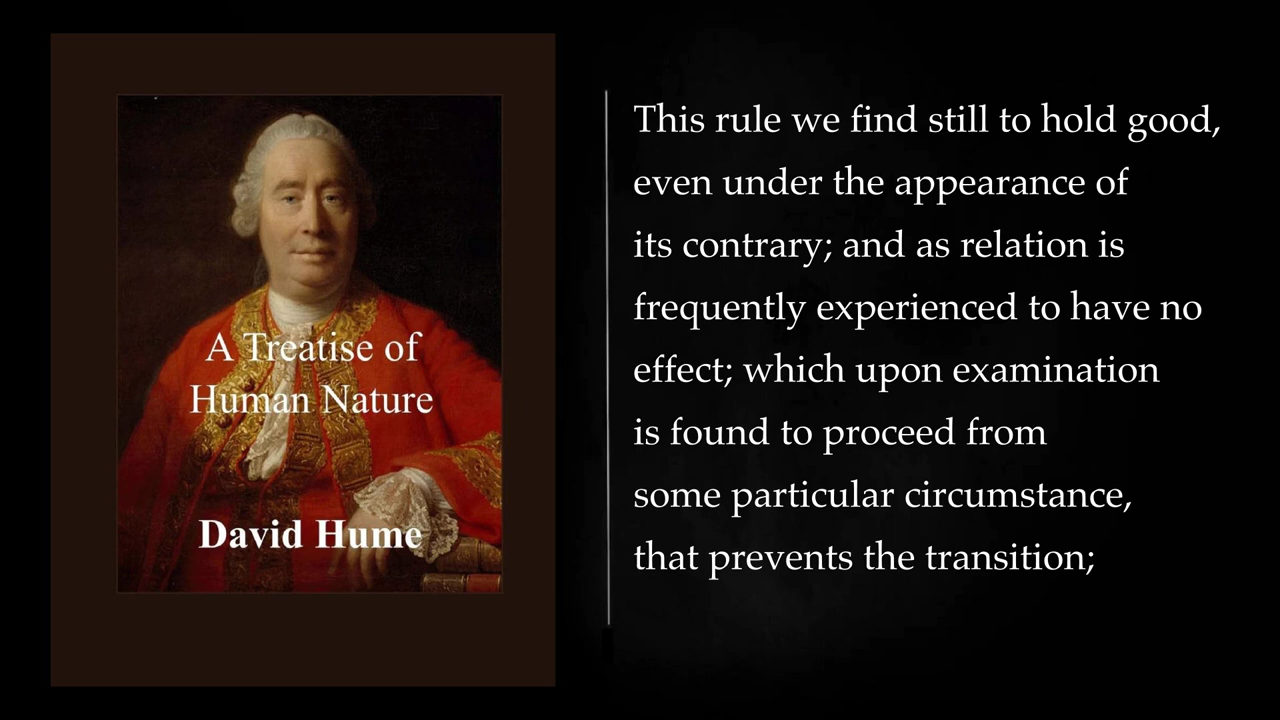 A Treatise of
Human Nature
David Hume
This rule we find still to hold good,
even under the appearance of
its contrary; and as relation is
frequently experienced to have no
effect; which upon examination
is found to proceed from
some particular circumstance,
that prevents the transition;